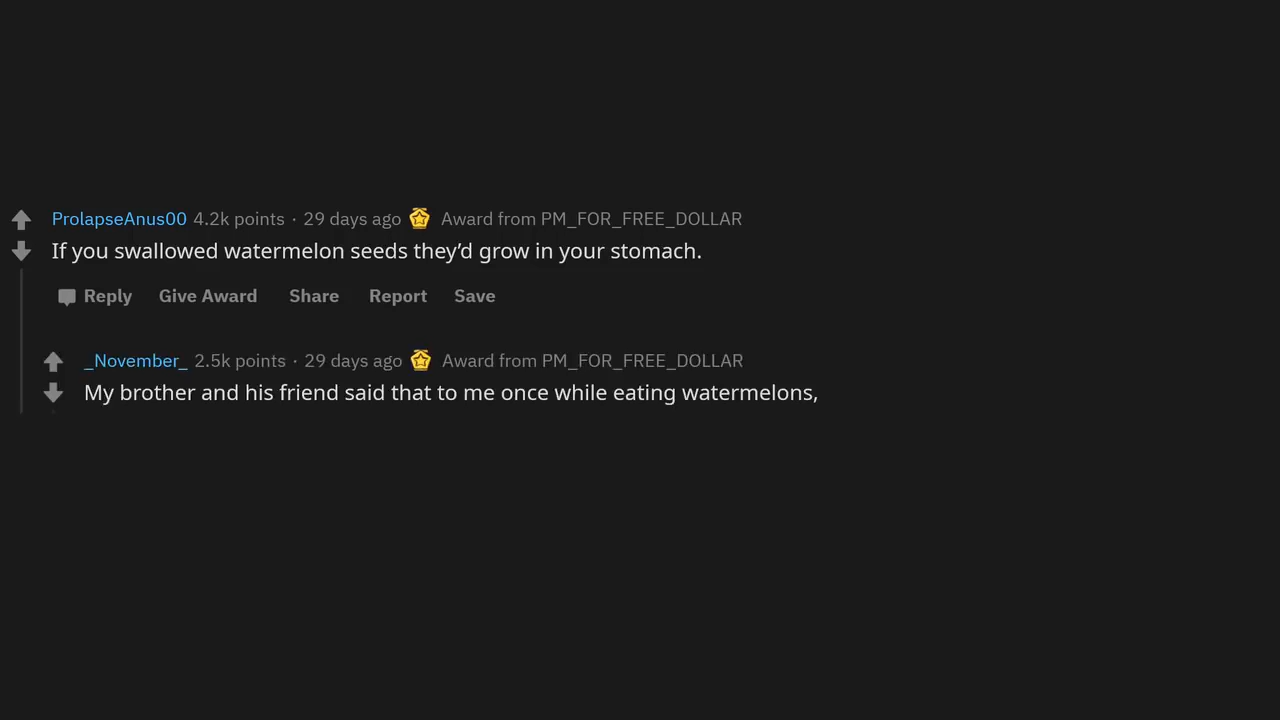 ProlapseAnus00 4.2k points · 29 days ago Award from PM_FOR_FREE_DOLLAR
If you swallowed watermelon seeds they’d grow in your stomach.
Reply Give Award Share Report Save
_November_ 2.5k points · 29 days ago Award from PM_FOR_FREE_DOLLAR
My brother and his friend said that to me once while eating watermelons,